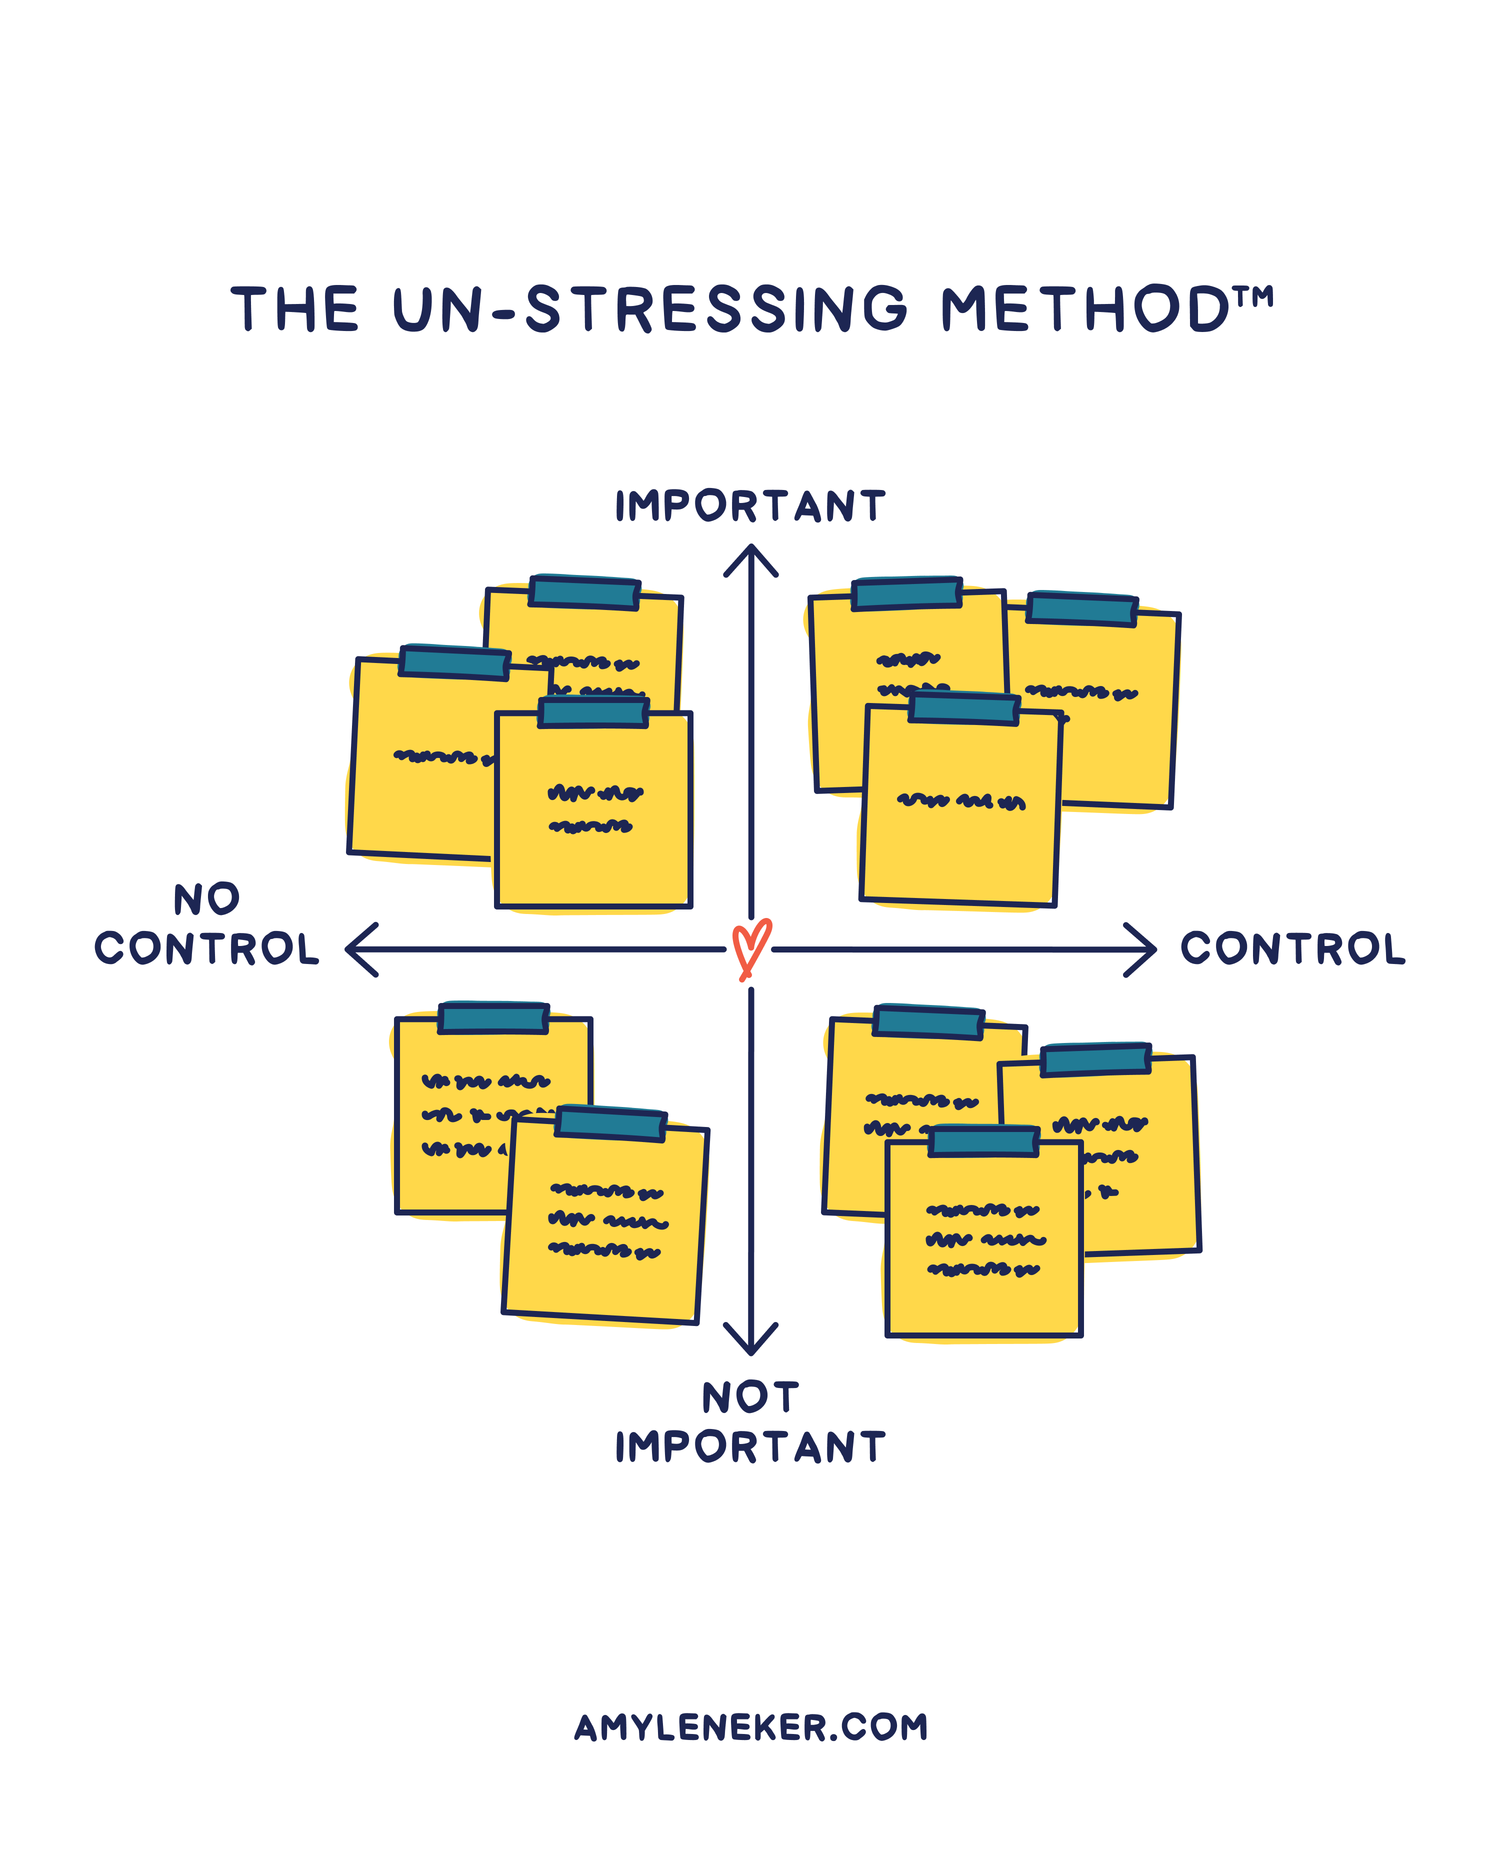 THE UN-STRESSING METHOD™
IMPORTANT
NO
CONTROL
CONTROL
NOT
IMPORTANT
AMYLENEKER.COM